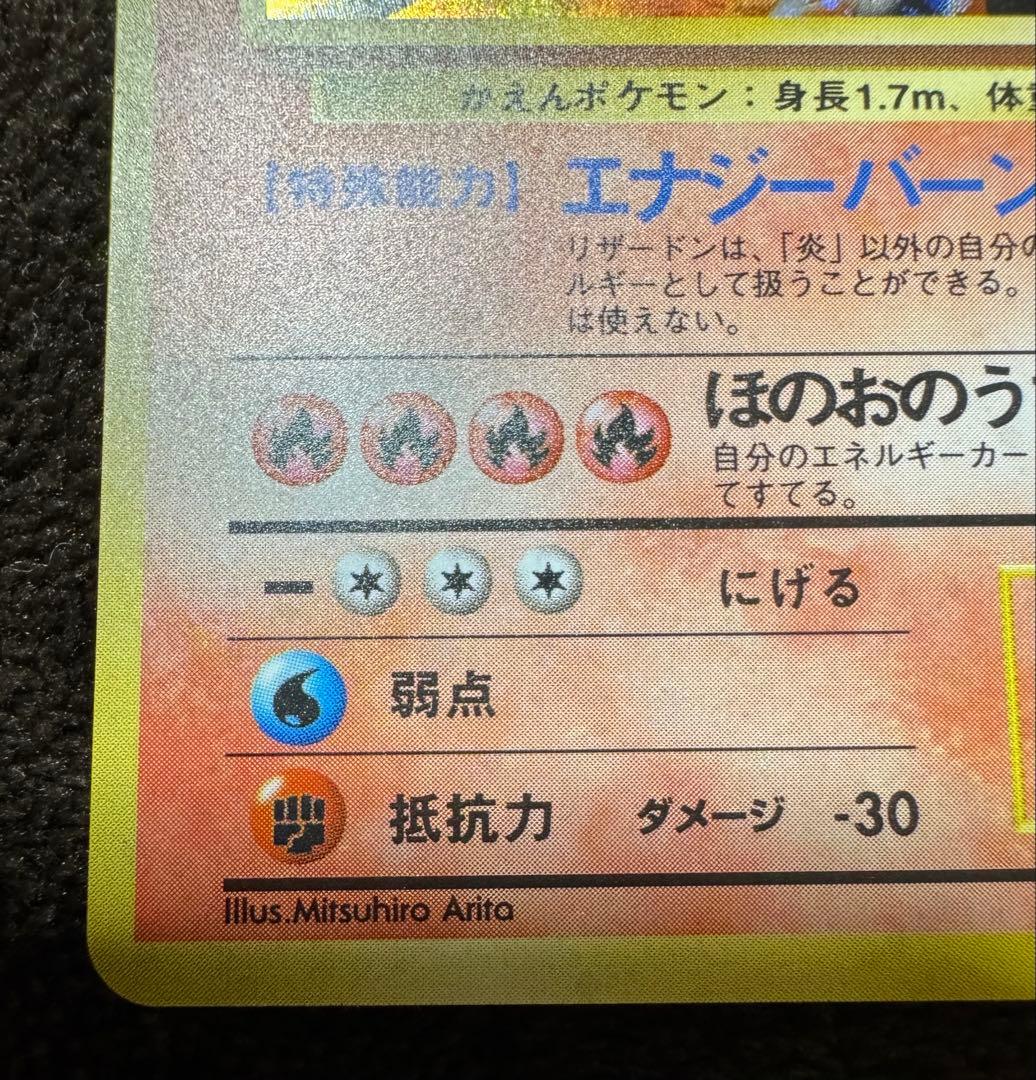 かえんポケモン：身長1.7m、体
【特殊能力】 エナジーバーン
リザードンは、「炎」以外の自分の
ルギーとして扱うことができる。
は使えない。
ほのおのう
自分のエネルギーカー
てすてる。
ー にげる
弱点
抵抗力 ダメージ -30
Illus.Mitsuhiro Arita